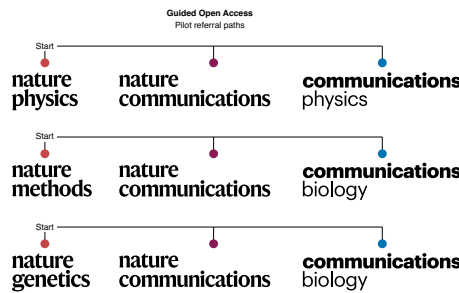 Guided Open Access
Pilot referral paths
Start
nature physics
nature communications
communications physics
Start
nature methods
nature communications
communications biology
Start
nature genetics
nature communications
communications biology